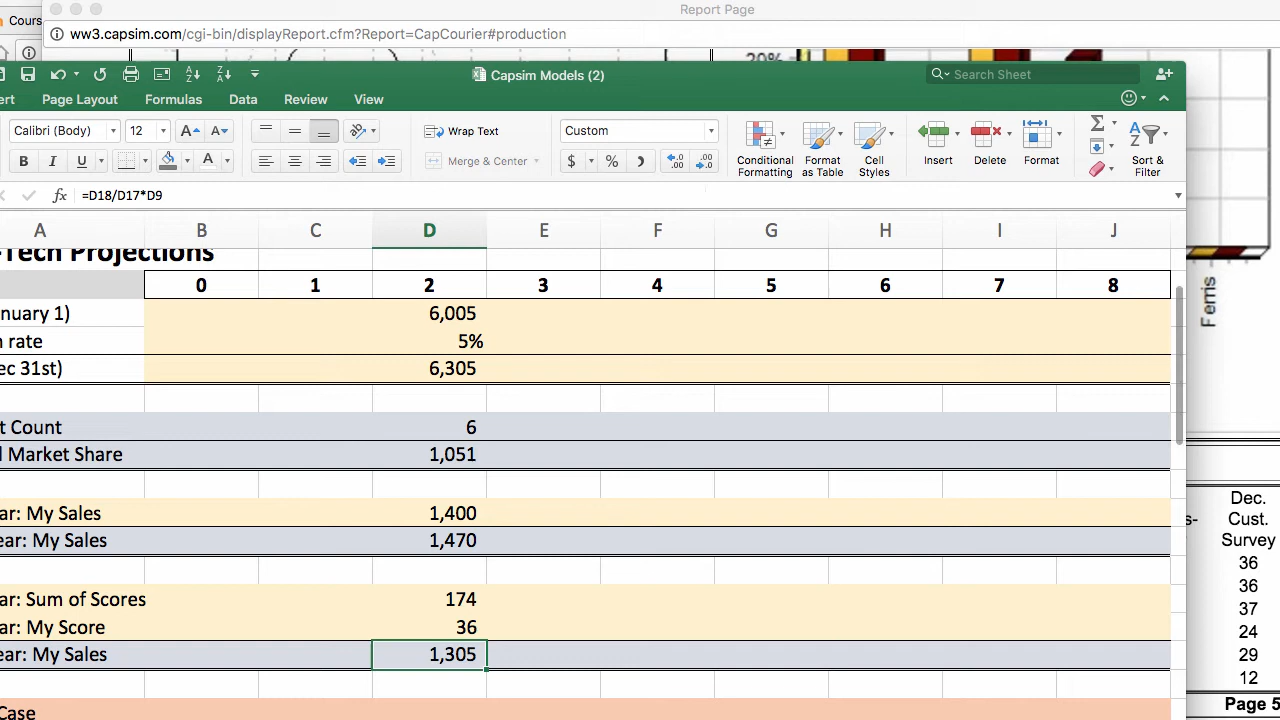 Cours
Report Page
ww3.capsim.com/cgi-bin/displayReport.cfm?Report=CapCourier#production
20%
Capsim Models (2)
Search Sheet
ert Page Layout Formulas Data Review View
Calibri (Body) 12 A A Wrap Text Custom
B I U A Merge & Center $ % Conditional Formatting Format as Table Cell Styles Insert Delete Format Sort & Filter
fx =D18/D17*D9
A B C D E F G H I J
-Tech Projections
0 1 2 3 4 5 6 7 8
nuary 1) 6,005
n rate 5%
ec 31st) 6,305
t Count 6
l Market Share 1,051
ar: My Sales 1,400
ear: My Sales 1,470
ar: Sum of Scores 174
ar: My Score 36
ear: My Sales 1,305
Case
Ferris
Dec.
s- Cust.
Survey
36
36
37
24
29
12
Page 5